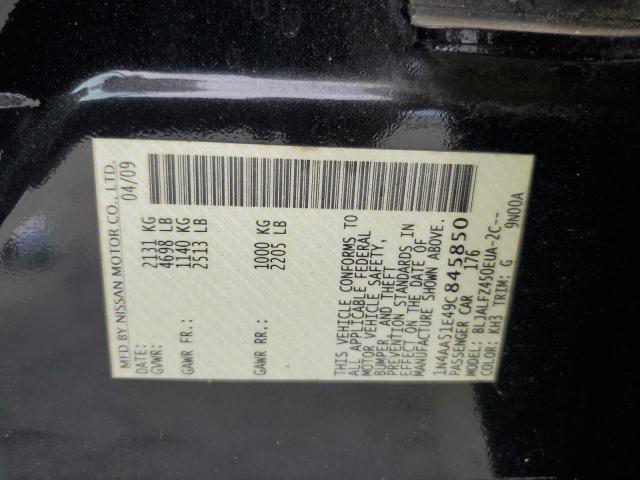 MFD BY NISSAN MOTOR CO., LTD.
DATE: 04/09
GVWR: 2131 KG
4698 LB
GAWR FR.: 1140 KG
2513 LB
GAWR RR.: 1000 KG
2205 LB
THIS VEHICLE CONFORMS TO
ALL APPLICABLE FEDERAL
MOTOR VEHICLE SAFETY,
BUMPER, AND THEFT
PREVENTION STANDARDS IN
EFFECT ON THE DATE OF
MANUFACTURE SHOWN ABOVE.
1N4AA51E49C845850
PASSENGER CAR 176
MODEL: BLJALFZ450EUA-2C--
COLOR: KH3 TRIM: G 9N00A